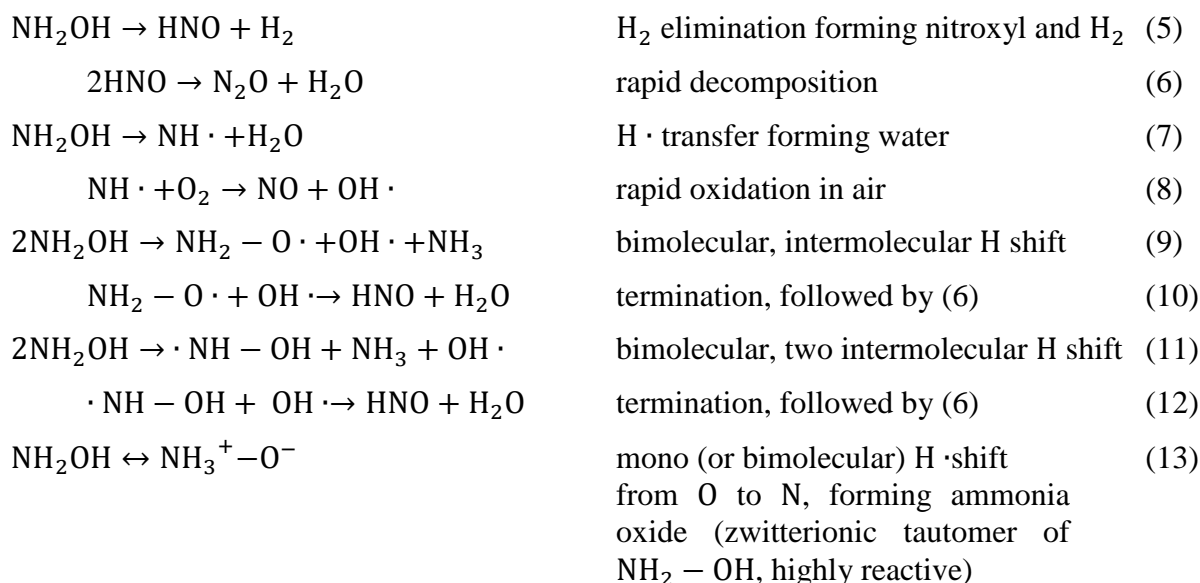 NH₂OH → HNO + H₂ H₂ elimination forming nitroxyl and H₂ (5)
2HNO → N₂O + H₂O rapid decomposition (6)
NH₂OH → NH · +H₂O H · transfer forming water (7)
NH · +O₂ → NO + OH · rapid oxidation in air (8)
2NH₂OH → NH₂ − O · +OH · +NH₃ bimolecular, intermolecular H shift (9)
NH₂ − O · + OH ·→ HNO + H₂O termination, followed by (6) (10)
2NH₂OH → · NH − OH + NH₃ + OH · bimolecular, two intermolecular H shift (11)
· NH − OH + OH ·→ HNO + H₂O termination, followed by (6) (12)
NH₂OH ↔ NH₃⁺−O⁻ mono (or bimolecular) H ·shift (13)
from O to N, forming ammonia
oxide (zwitterionic tautomer of
NH₂ − OH, highly reactive)